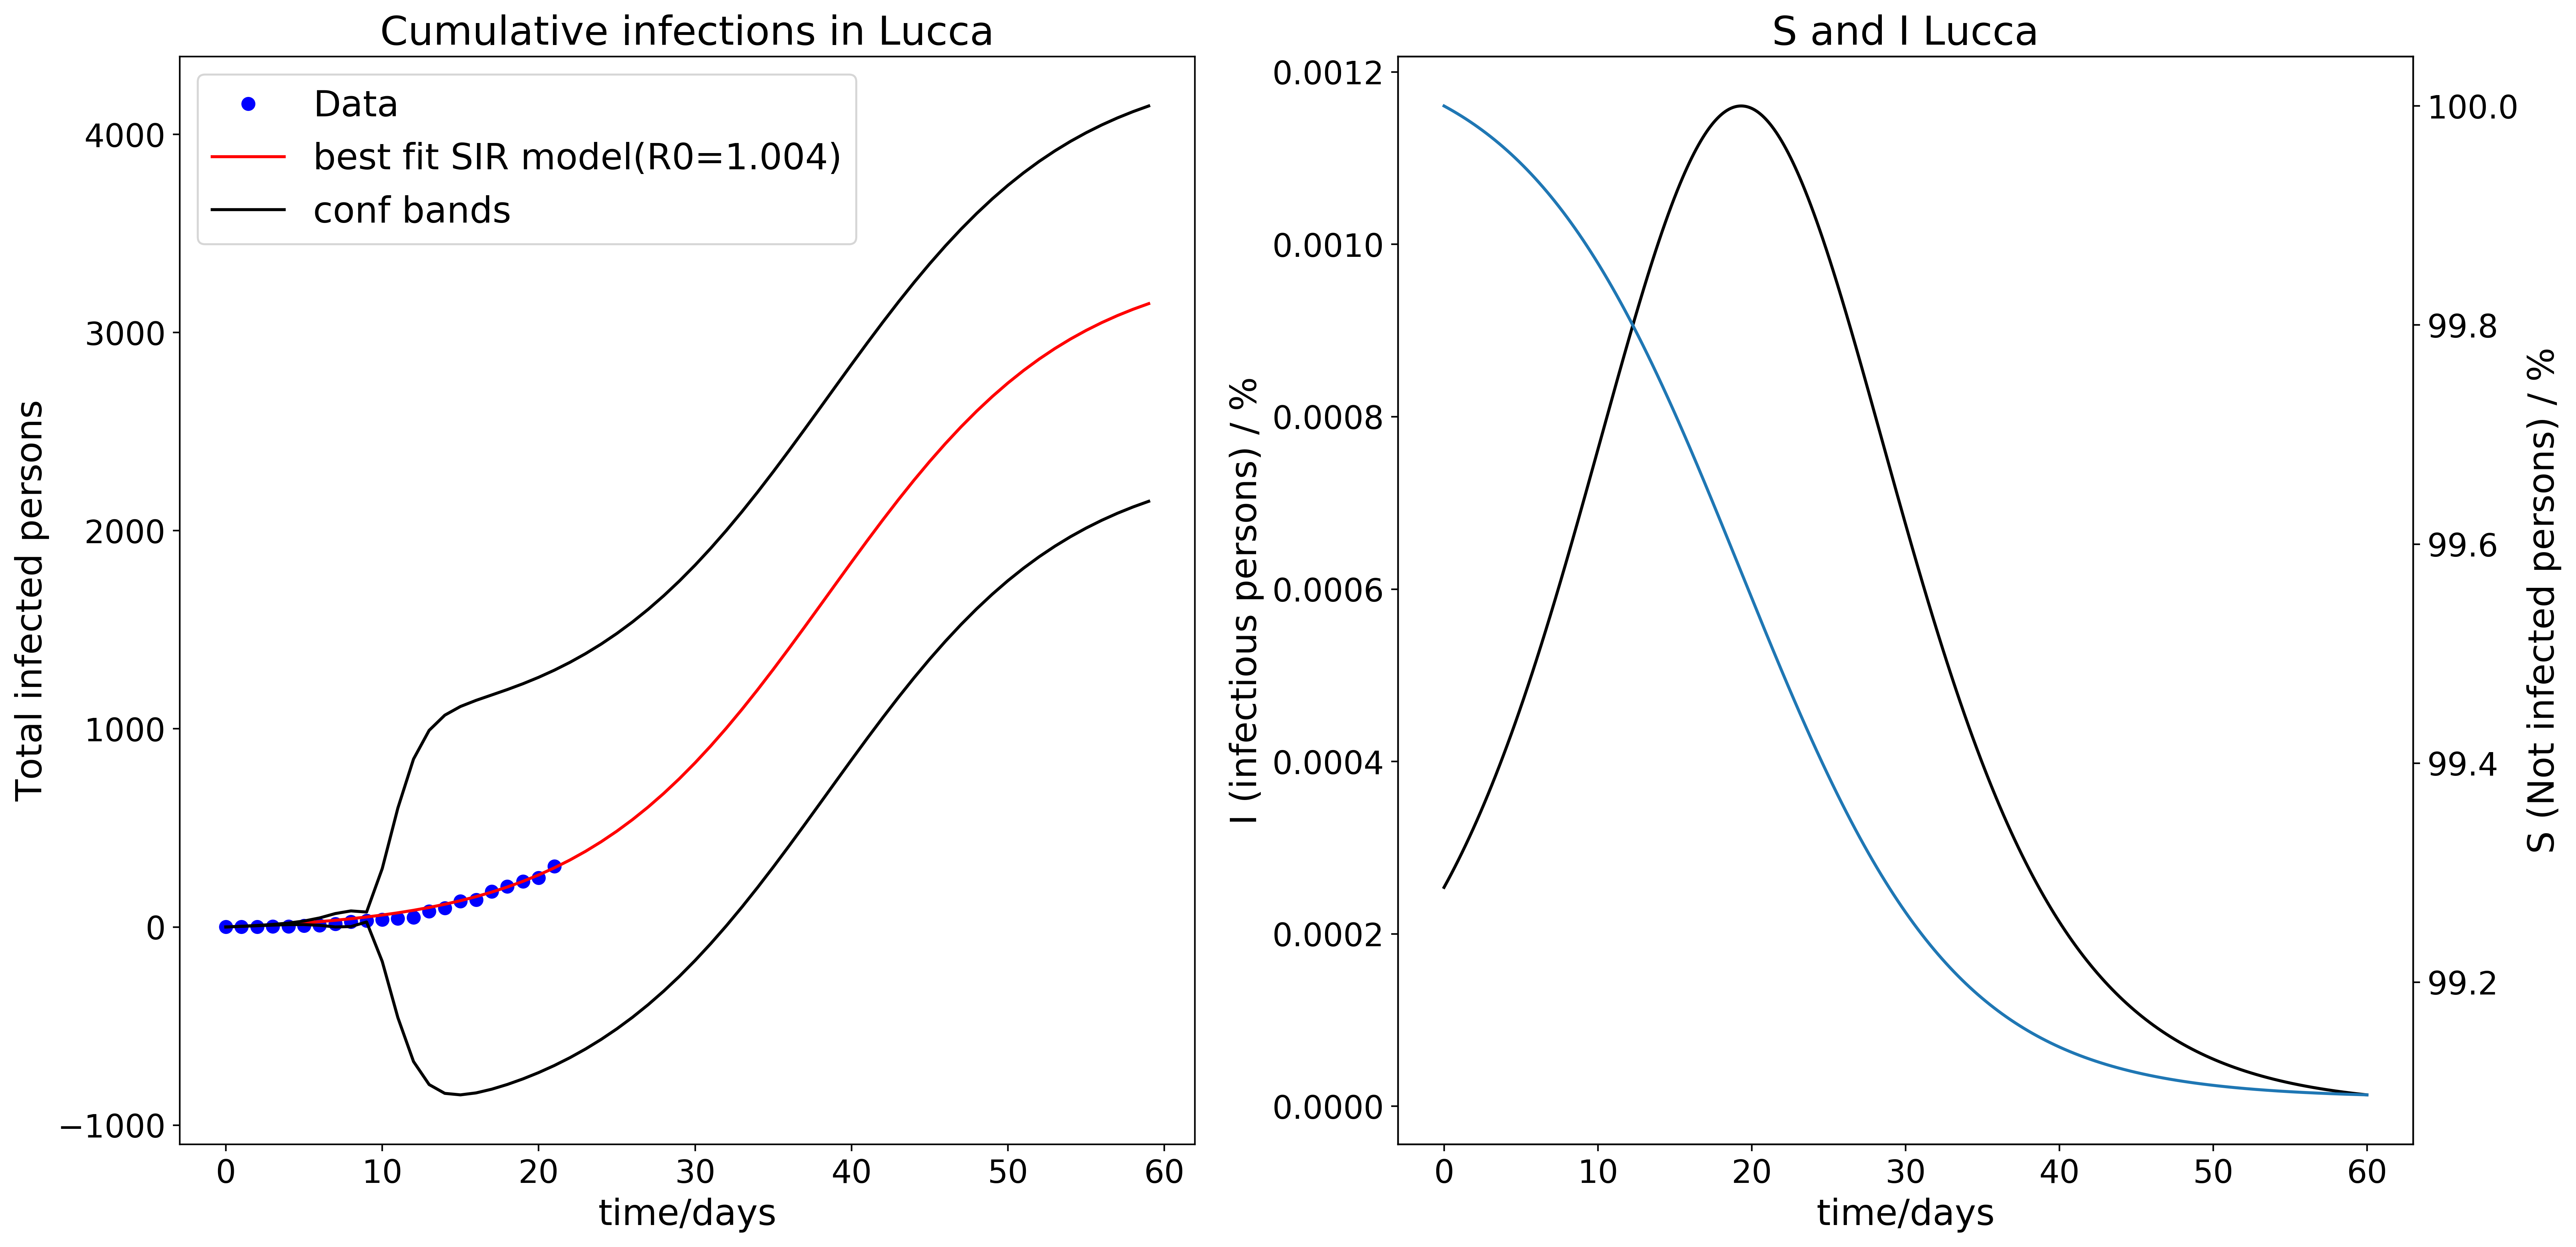 Cumulative infections in Lucca
Data
best fit SIR model(R0=1.004)
conf bands
Total infected persons
4000
3000
2000
1000
0
−1000
0 10 20 30 40 50 60
time/days
S and I Lucca
I (infectious persons) / %
0.0012
0.0010
0.0008
0.0006
0.0004
0.0002
0.0000
0 10 20 30 40 50 60
time/days
100.0
99.8
99.6
99.4
99.2
S (Not infected persons) / %